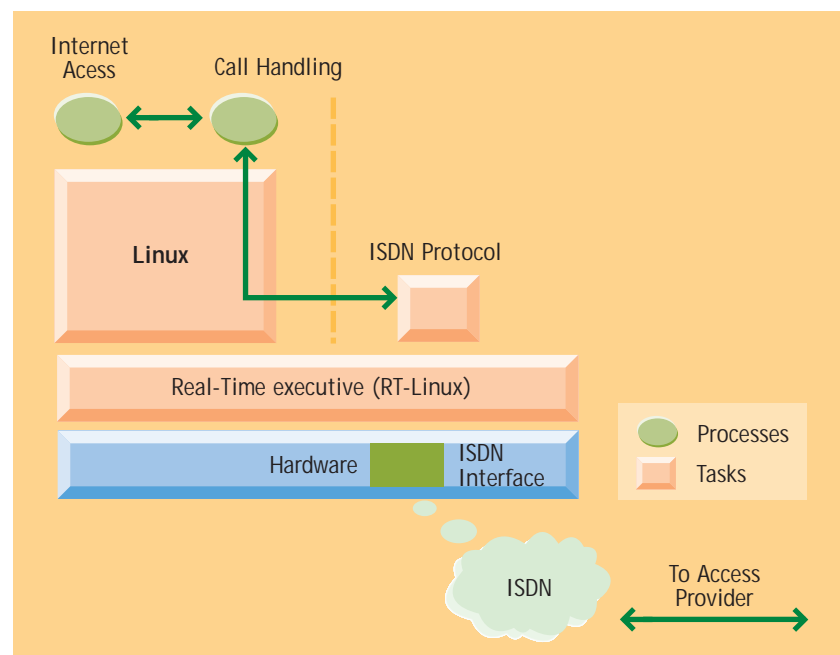 Internet
Acess
Call Handling
Linux
ISDN Protocol
Real-Time executive (RT-Linux)
Hardware
ISDN
Interface
Processes
Tasks
ISDN
To Access
Provider